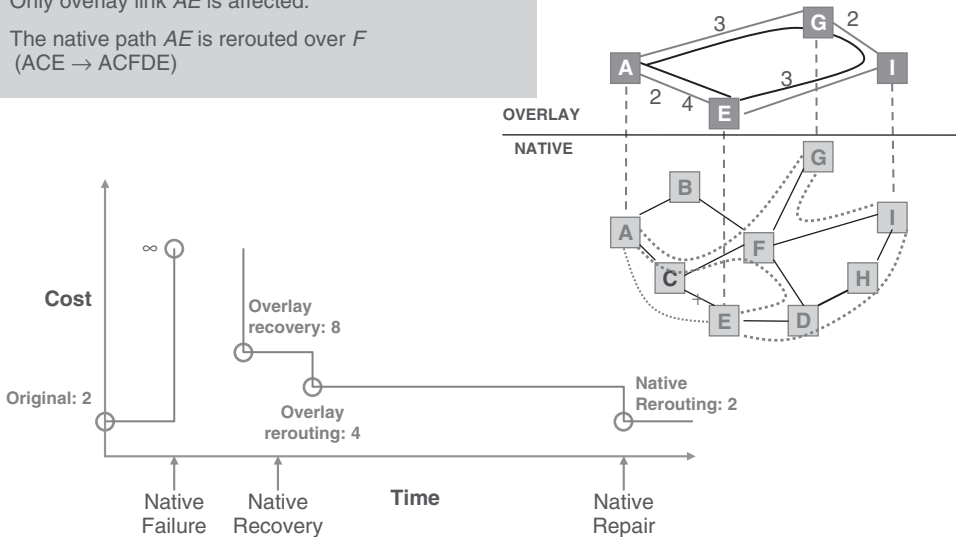 Only overlay link AE is affected.
The native path AE is rerouted over F
(ACE → ACFDE)
3
G
2
A
I
2
4
3
E
OVERLAY
NATIVE
G
B
A
I
F
C
H
+
E
D
∞
Cost
Overlay
recovery: 8
Original: 2
Overlay
rerouting: 4
Native
Rerouting: 2
Native
Failure
Native
Recovery
Time
Native
Repair